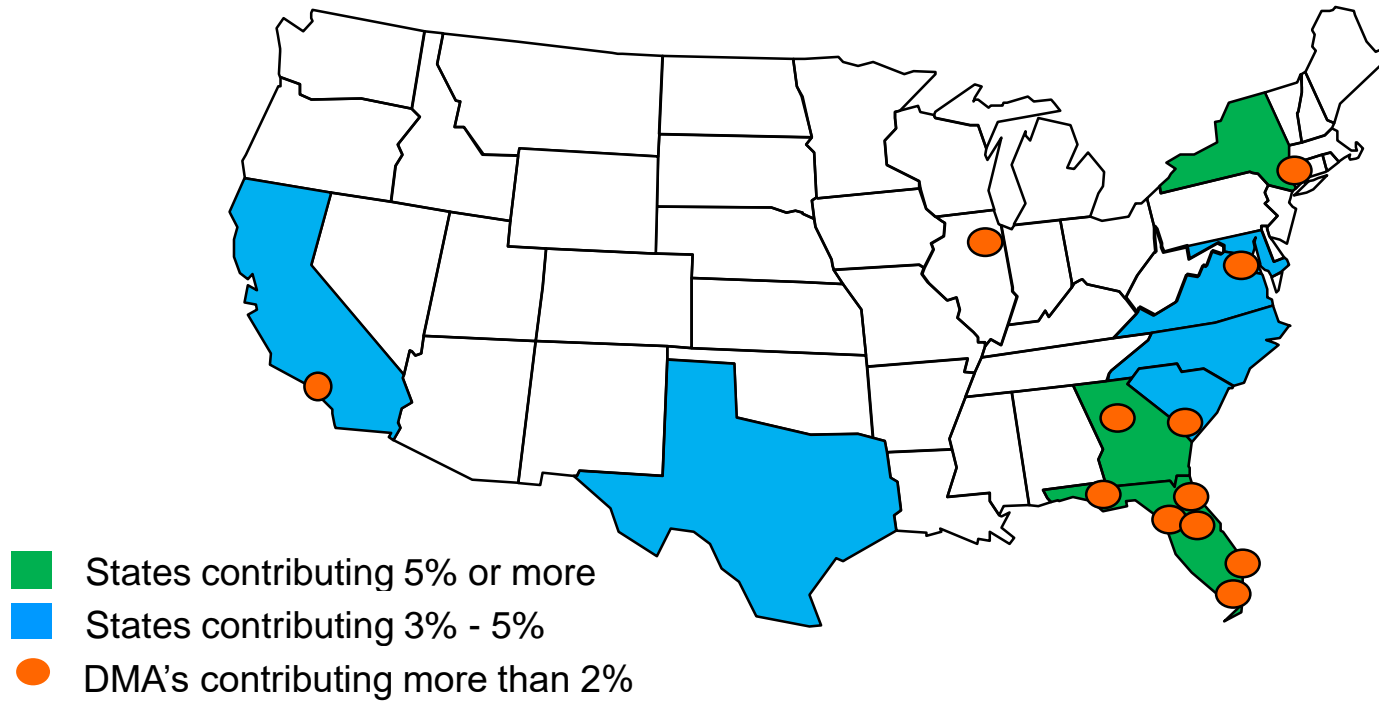 States contributing 5% or more
States contributing 3% - 5%
DMA's contributing more than 2%